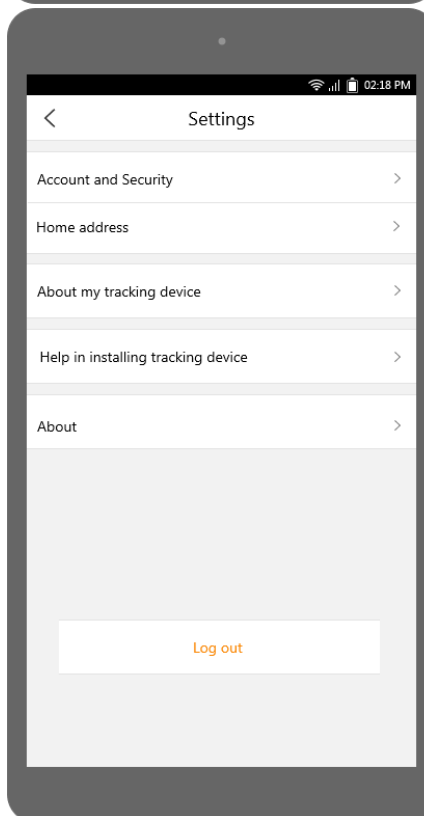 02:18 PM
Settings
Account and Security
Home address
About my tracking device
Help in installing tracking device
About
Log out